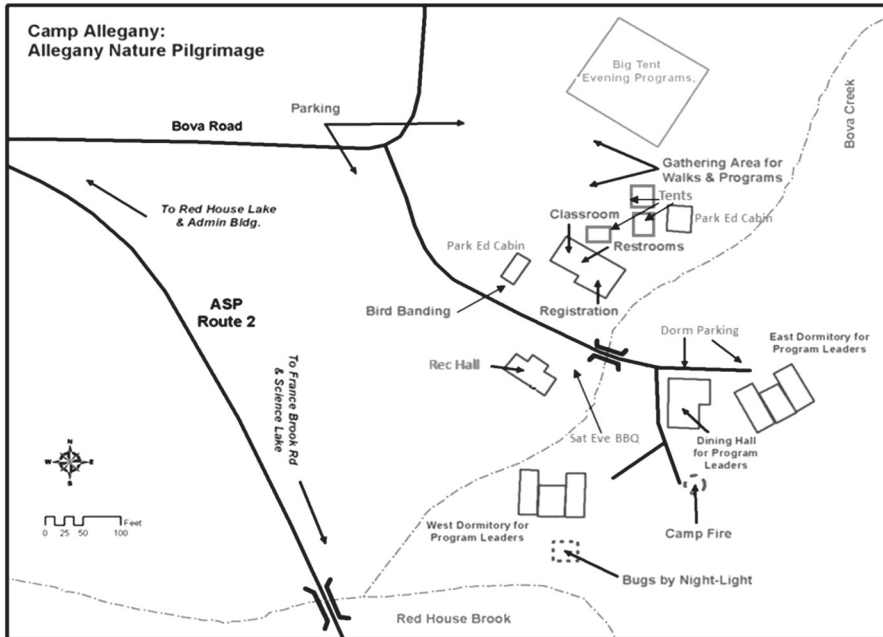 Camp Allegany:
Allegany Nature Pilgrimage
Big Tent
Evening Programs,
Parking
Bova Road
Bova Creek
Gathering Area for
Walks & Programs
To Red House Lake
& Admin Bldg.
Tents
Classroom
Park Ed Cabin
Restrooms
Park Ed Cabin
ASP
Route 2
Bird Banding
Registration
Dorm Parking
East Dormitory for
Program Leaders
To France Brook Rd
& Science Lake
Rec Hall
Sat Eve BBQ
Dining Hall
for Program
Leaders
N
W
E
S
Feet
0 25 50 100
West Dormitory for
Program Leaders
Camp Fire
Bugs by Night-Light
Red House Brook